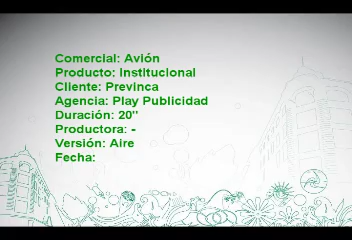 Comercial: Avión
Producto: Institucional
Cliente: Previnca
Agencia: Play Publicidad
Duración: 20"
Productora: -
Versión: Aire
Fecha: